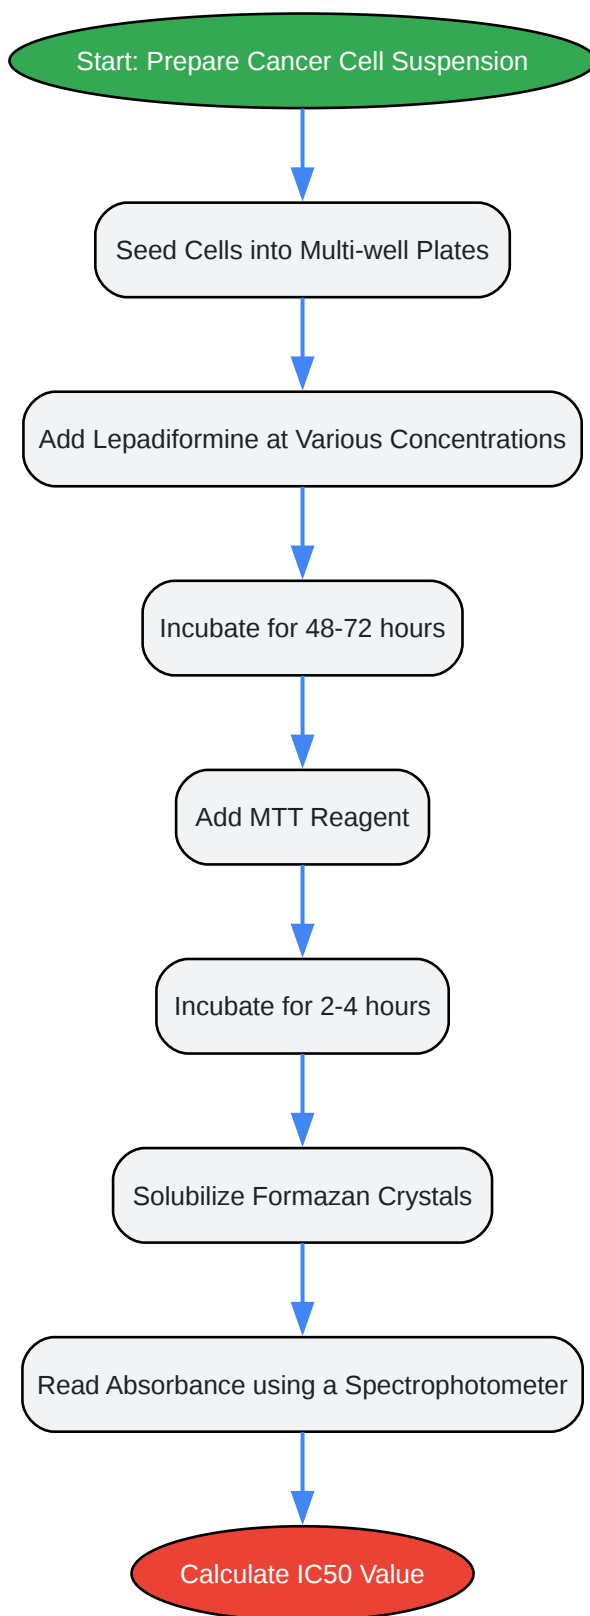 Start: Prepare Cancer Cell Suspension
Seed Cells into Multi-well Plates
Add Lepadiformine at Various Concentrations
Incubate for 48-72 hours
Add MTT Reagent
Incubate for 2-4 hours
Solubilize Formazan Crystals
Read Absorbance using a Spectrophotometer
Calculate IC50 Value